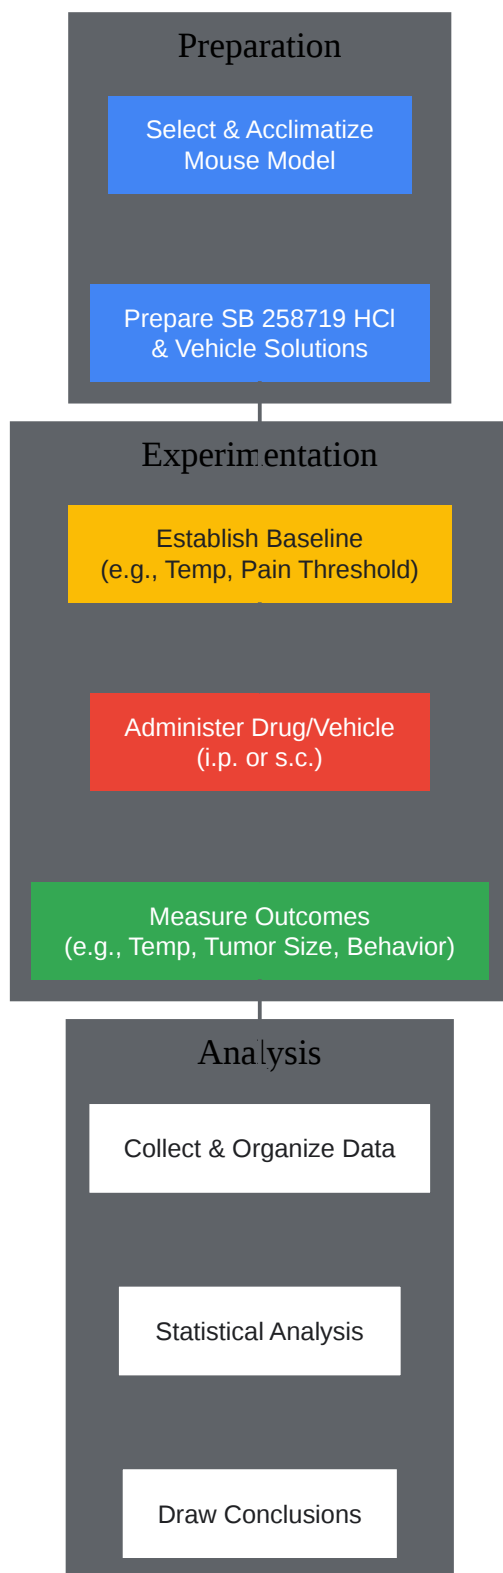 Preparation
Select & Acclimatize
Mouse Model
Prepare SB 258719 HCl
& Vehicle Solutions
Experimentation
Establish Baseline
(e.g., Temp, Pain Threshold)
Administer Drug/Vehicle
(i.p. or s.c.)
Measure Outcomes
(e.g., Temp, Tumor Size, Behavior)
Analysis
Collect & Organize Data
Statistical Analysis
Draw Conclusions